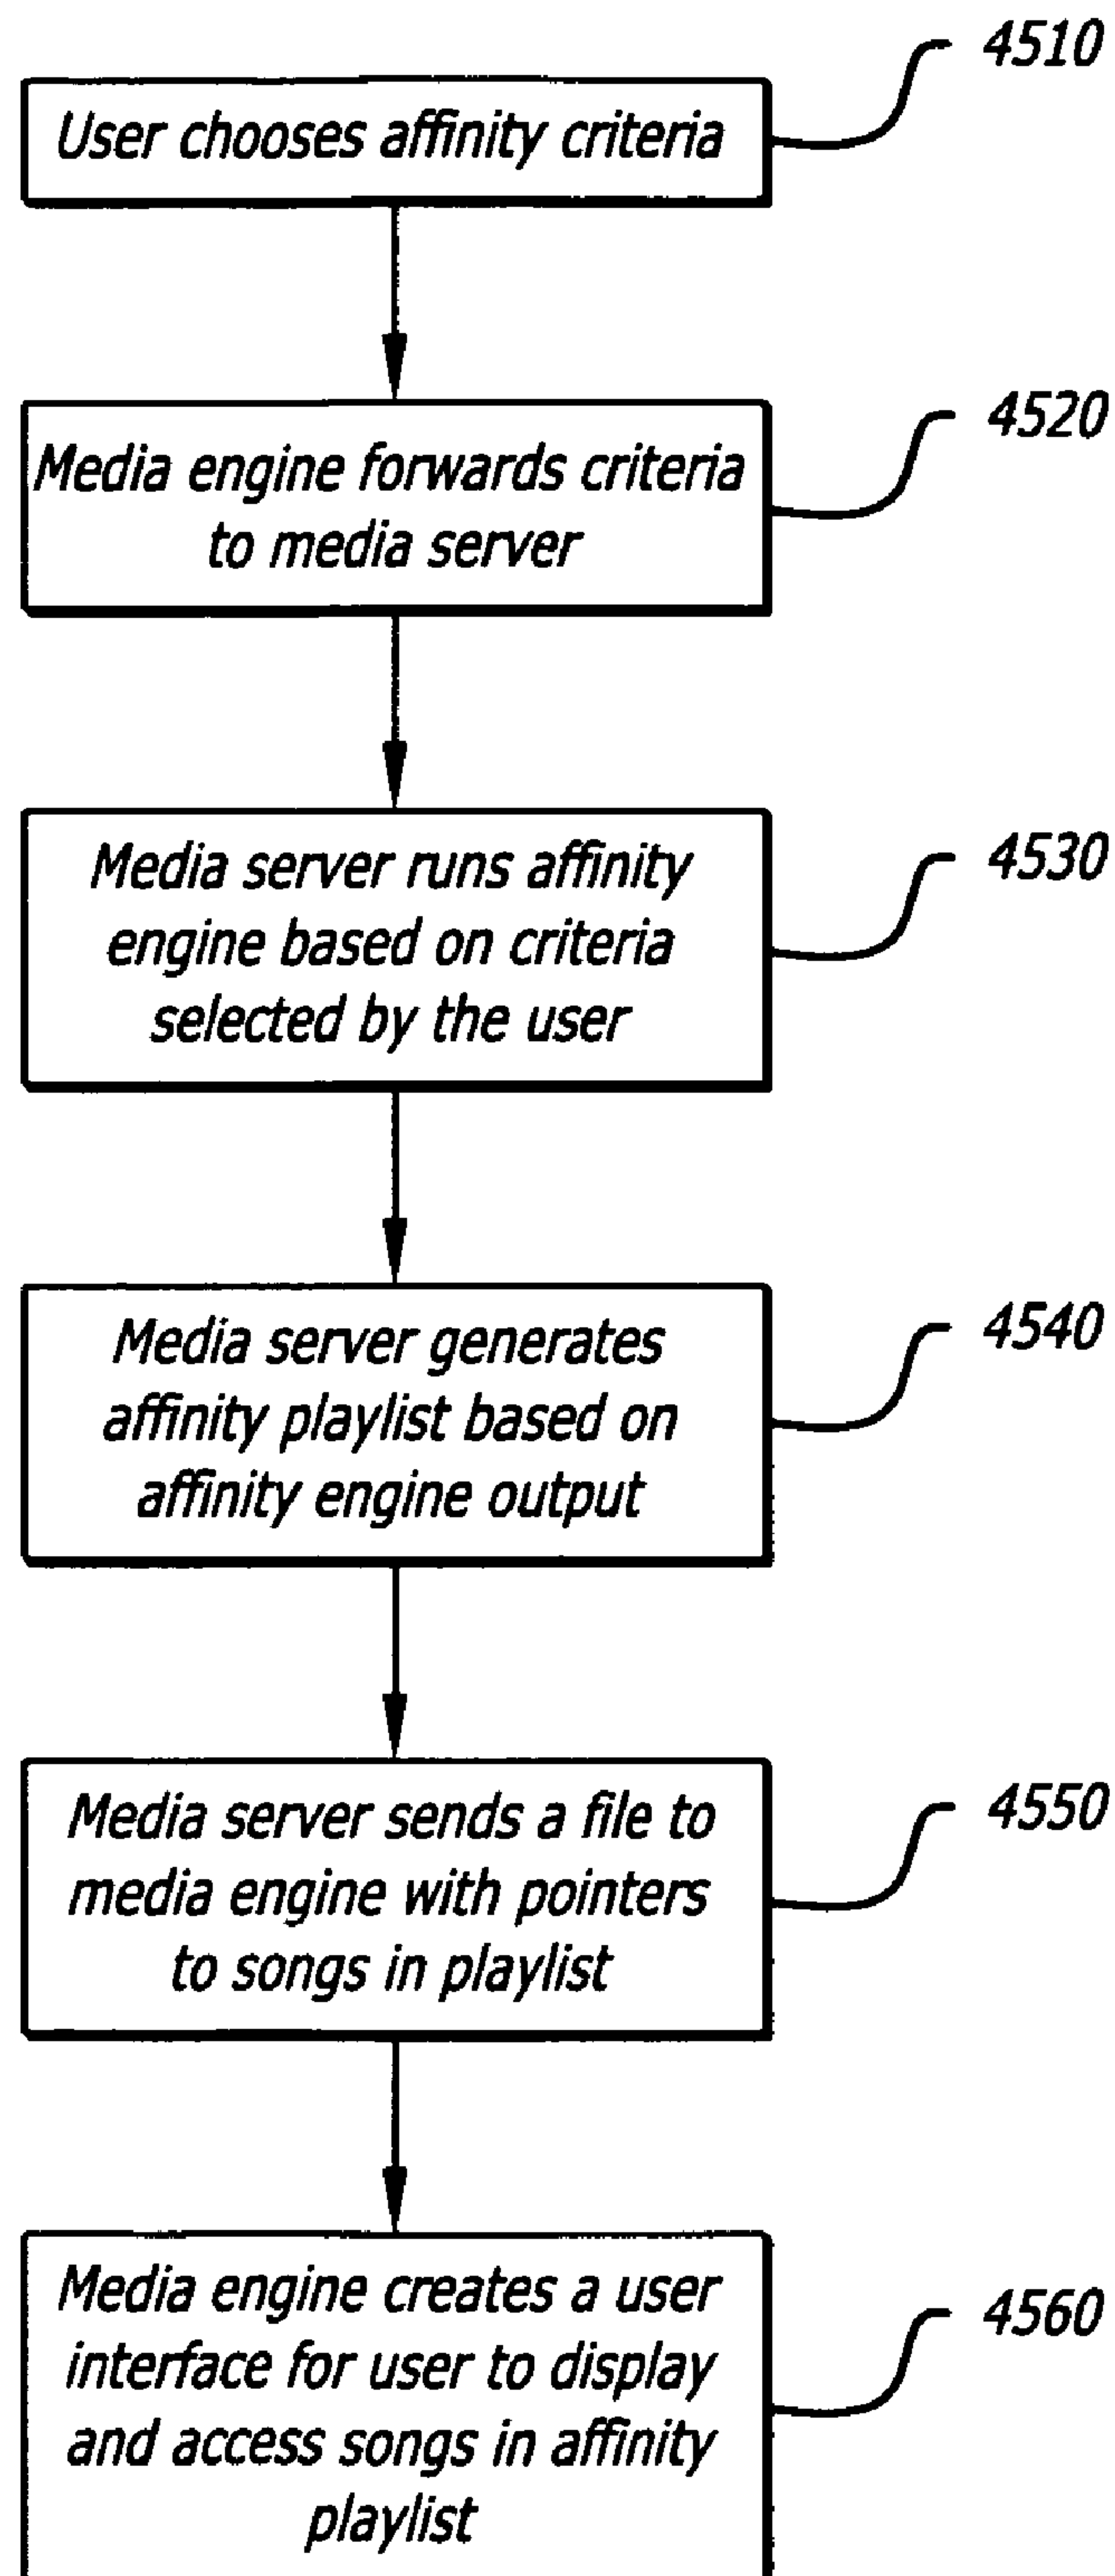 4510
User chooses affinity criteria
4520
Media engine forwards criteria
to media server
4530
Media server runs affinity
engine based on criteria
selected by the user
4540
Media server generates
affinity playlist based on
affinity engine output
4550
Media server sends a file to
media engine with pointers
to songs in playlist
4560
Media engine creates a user
interface for user to display
and access songs in affinity
playlist